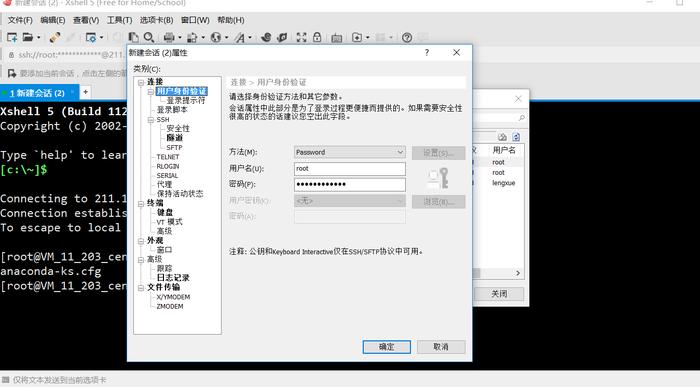 新建会话 (2) - Xshell 5 (Free for Home/School)
文件(F) 编辑(E) 查看(V) 工具(T) 选项卡(B) 窗口(W) 帮助(H)
ssh://root:************@211.
要添加当前会话，点击左侧的箭
1 新建会话 (2)
Xshell 5 (Build 112
Copyright (c) 2002-
Type `help' to lear
[c:\~]$
Connecting to 211.1
Connection establis
To escape to local
[root@VM_11_203_cen
anaconda-ks.cfg
[root@VM_11_203_cen
新建会话 (2)属性
类别(C):
连接
用户身份验证
登录提示符
登录脚本
SSH
安全性
隧道
SFTP
TELNET
RLOGIN
SERIAL
代理
保持活动状态
终端
键盘
VT 模式
高级
外观
窗口
高级
跟踪
日志记录
文件传输
X/YMODEM
ZMODEM
连接 > 用户身份验证
请选择身份验证方法和其它参数。
会话属性中此部分是为了登录过程更便捷而提供的。如果需要安全性
很高的状态的话建议您空出此字段。
方法(M): Password 设置(S)...
用户名(U): root
密码(P): ●●●●●●●●●●●●
用户密钥(K): <无> 浏览(B)...
密码(A):
注释: 公钥和Keyboard Interactive仅在SSH/SFTP协议中可用。
确定 取消
用户名
root
root
lengxue
关闭
仅将文本发送到当前选项卡